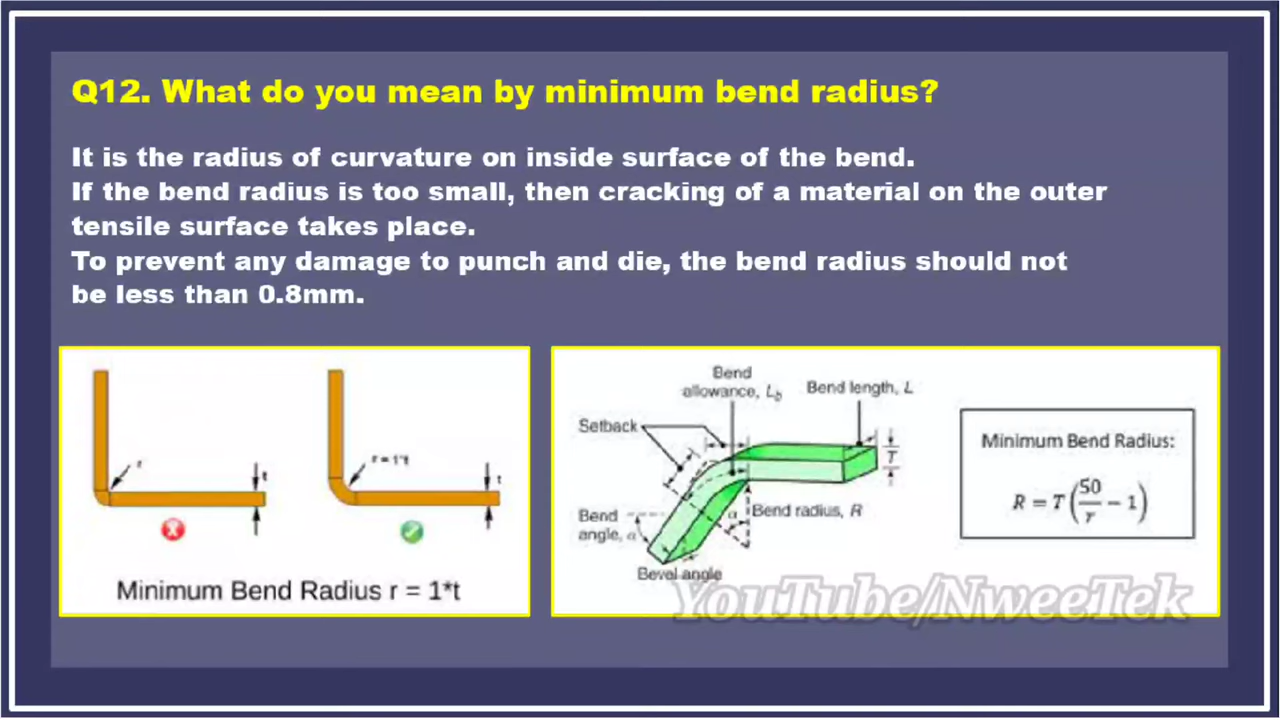 Q12. What do you mean by minimum bend radius?
It is the radius of curvature on inside surface of the bend.
If the bend radius is too small, then cracking of a material on the outer
tensile surface takes place.
To prevent any damage to punch and die, the bend radius should not
be less than 0.8mm.
r
t
r = 1*t
t
Minimum Bend Radius r = 1*t
Bend
allowance, Lb
Bend length, L
Setback
T
Bend
angle, α
α
Bend radius, R
Bevel angle
Minimum Bend Radius:
R = T(50/r − 1)
YouTube/NweeTek